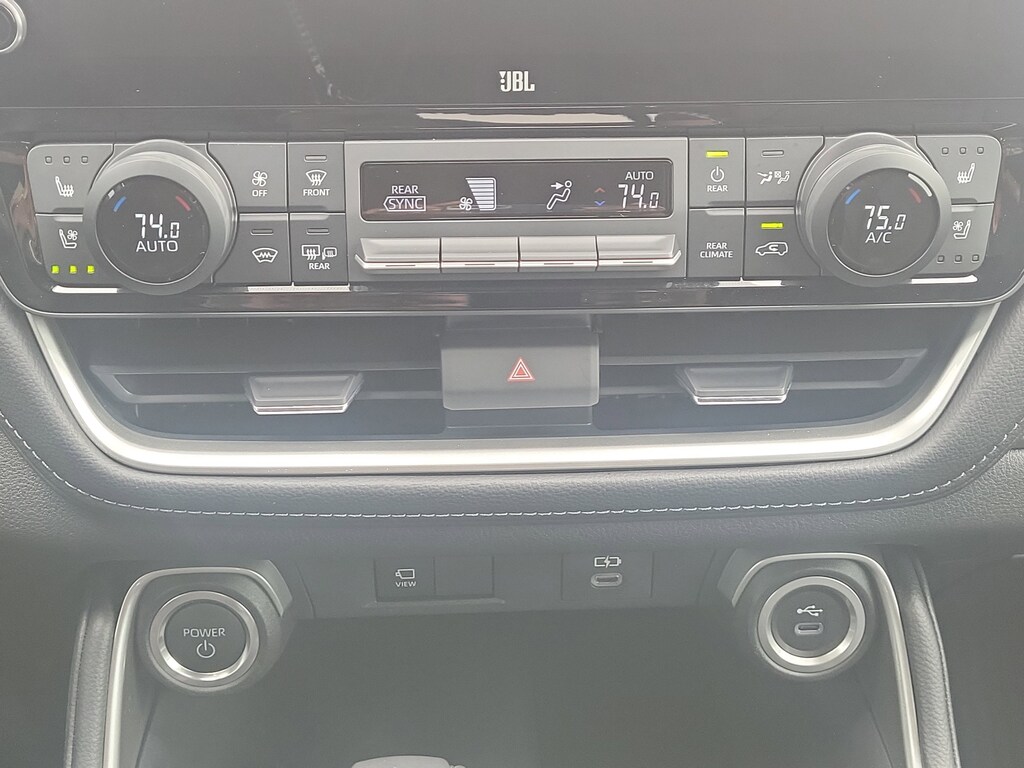 JBL
OFF
FRONT
REAR
SYNC
AUTO
74.0
REAR
74.0
AUTO
75.0
A/C
REAR
REAR
CLIMATE
VIEW
POWER